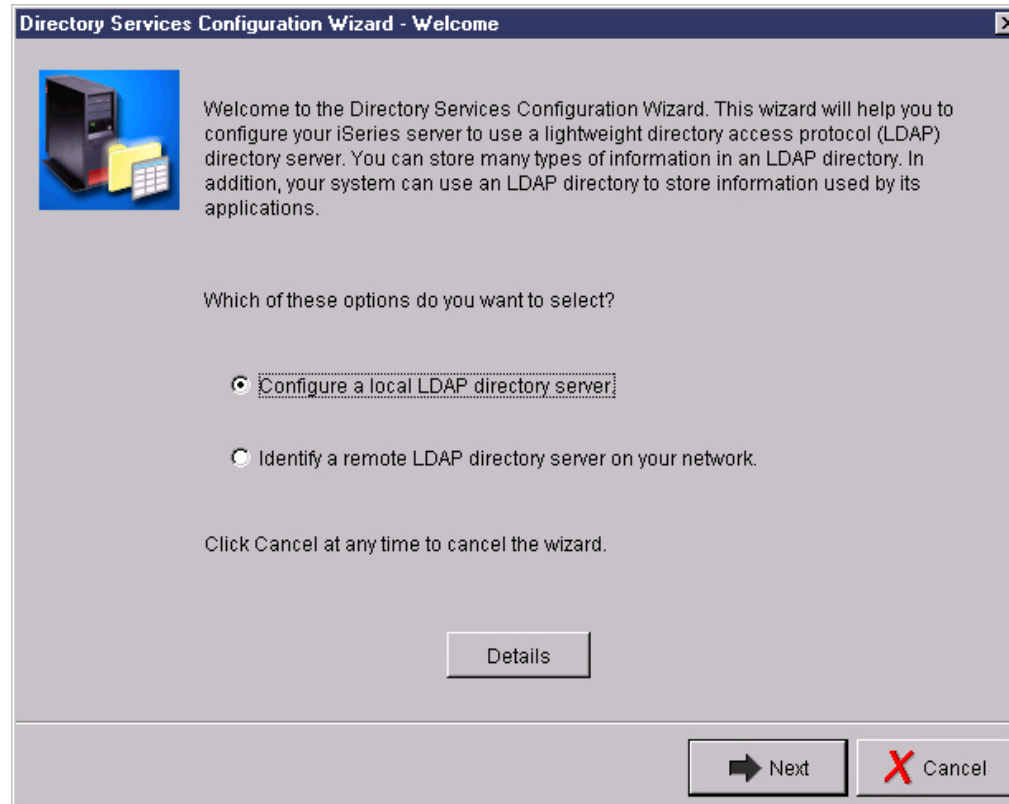 Directory Services Configuration Wizard - Welcome
Welcome to the Directory Services Configuration Wizard. This wizard will help you to
configure your iSeries server to use a lightweight directory access protocol (LDAP)
directory server. You can store many types of information in an LDAP directory. In
addition, your system can use an LDAP directory to store information used by its
applications.
Which of these options do you want to select?
Configure a local LDAP directory server.
Identify a remote LDAP directory server on your network.
Click Cancel at any time to cancel the wizard.
Details
Next
Cancel